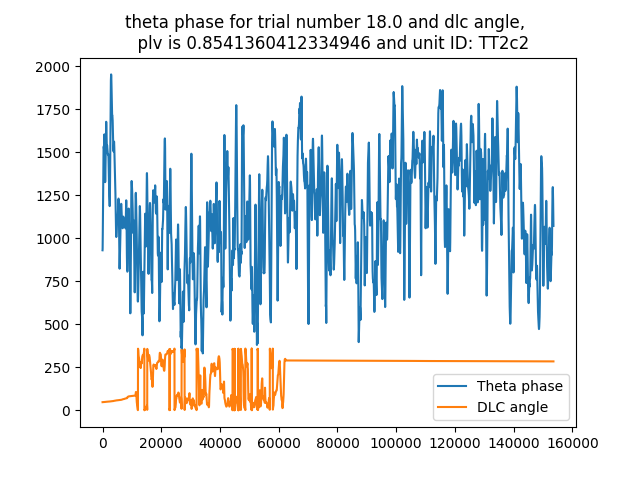 theta phase for trial number 18.0 and dlc angle,
plv is 0.8541360412334946 and unit ID: TT2c2
2000
1750
1500
1250
1000
750
500
250
0
Theta phase
DLC angle
0 20000 40000 60000 80000 100000 120000 140000 160000